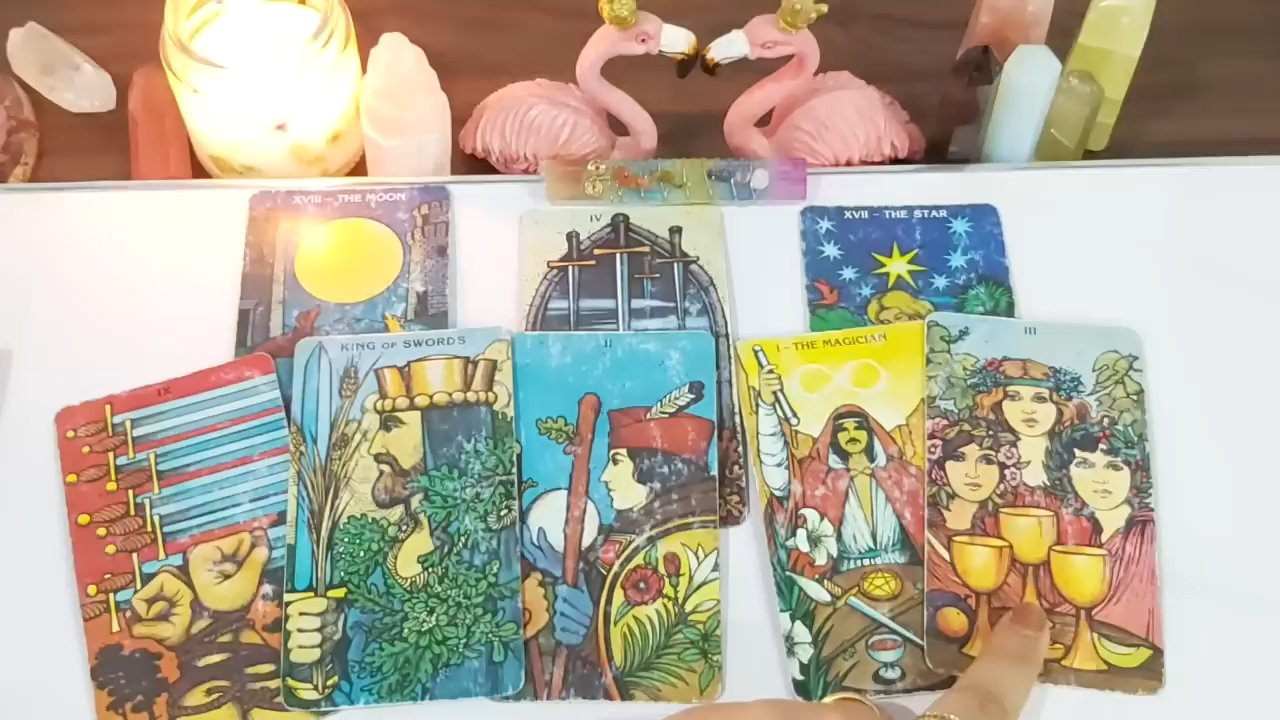 XVIII – THE MOON
IV
XVII – THE STAR
IX
KING OF SWORDS
II
I – THE MAGICIAN
III